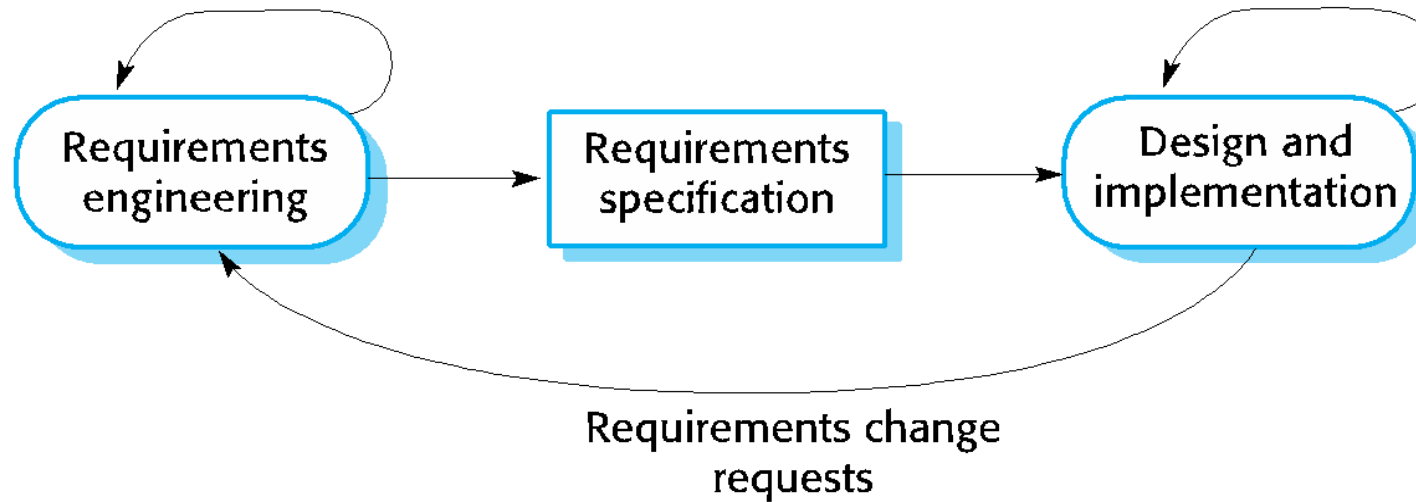 Requirements
engineering
Requirements
specification
Design and
implementation
Requirements change
requests